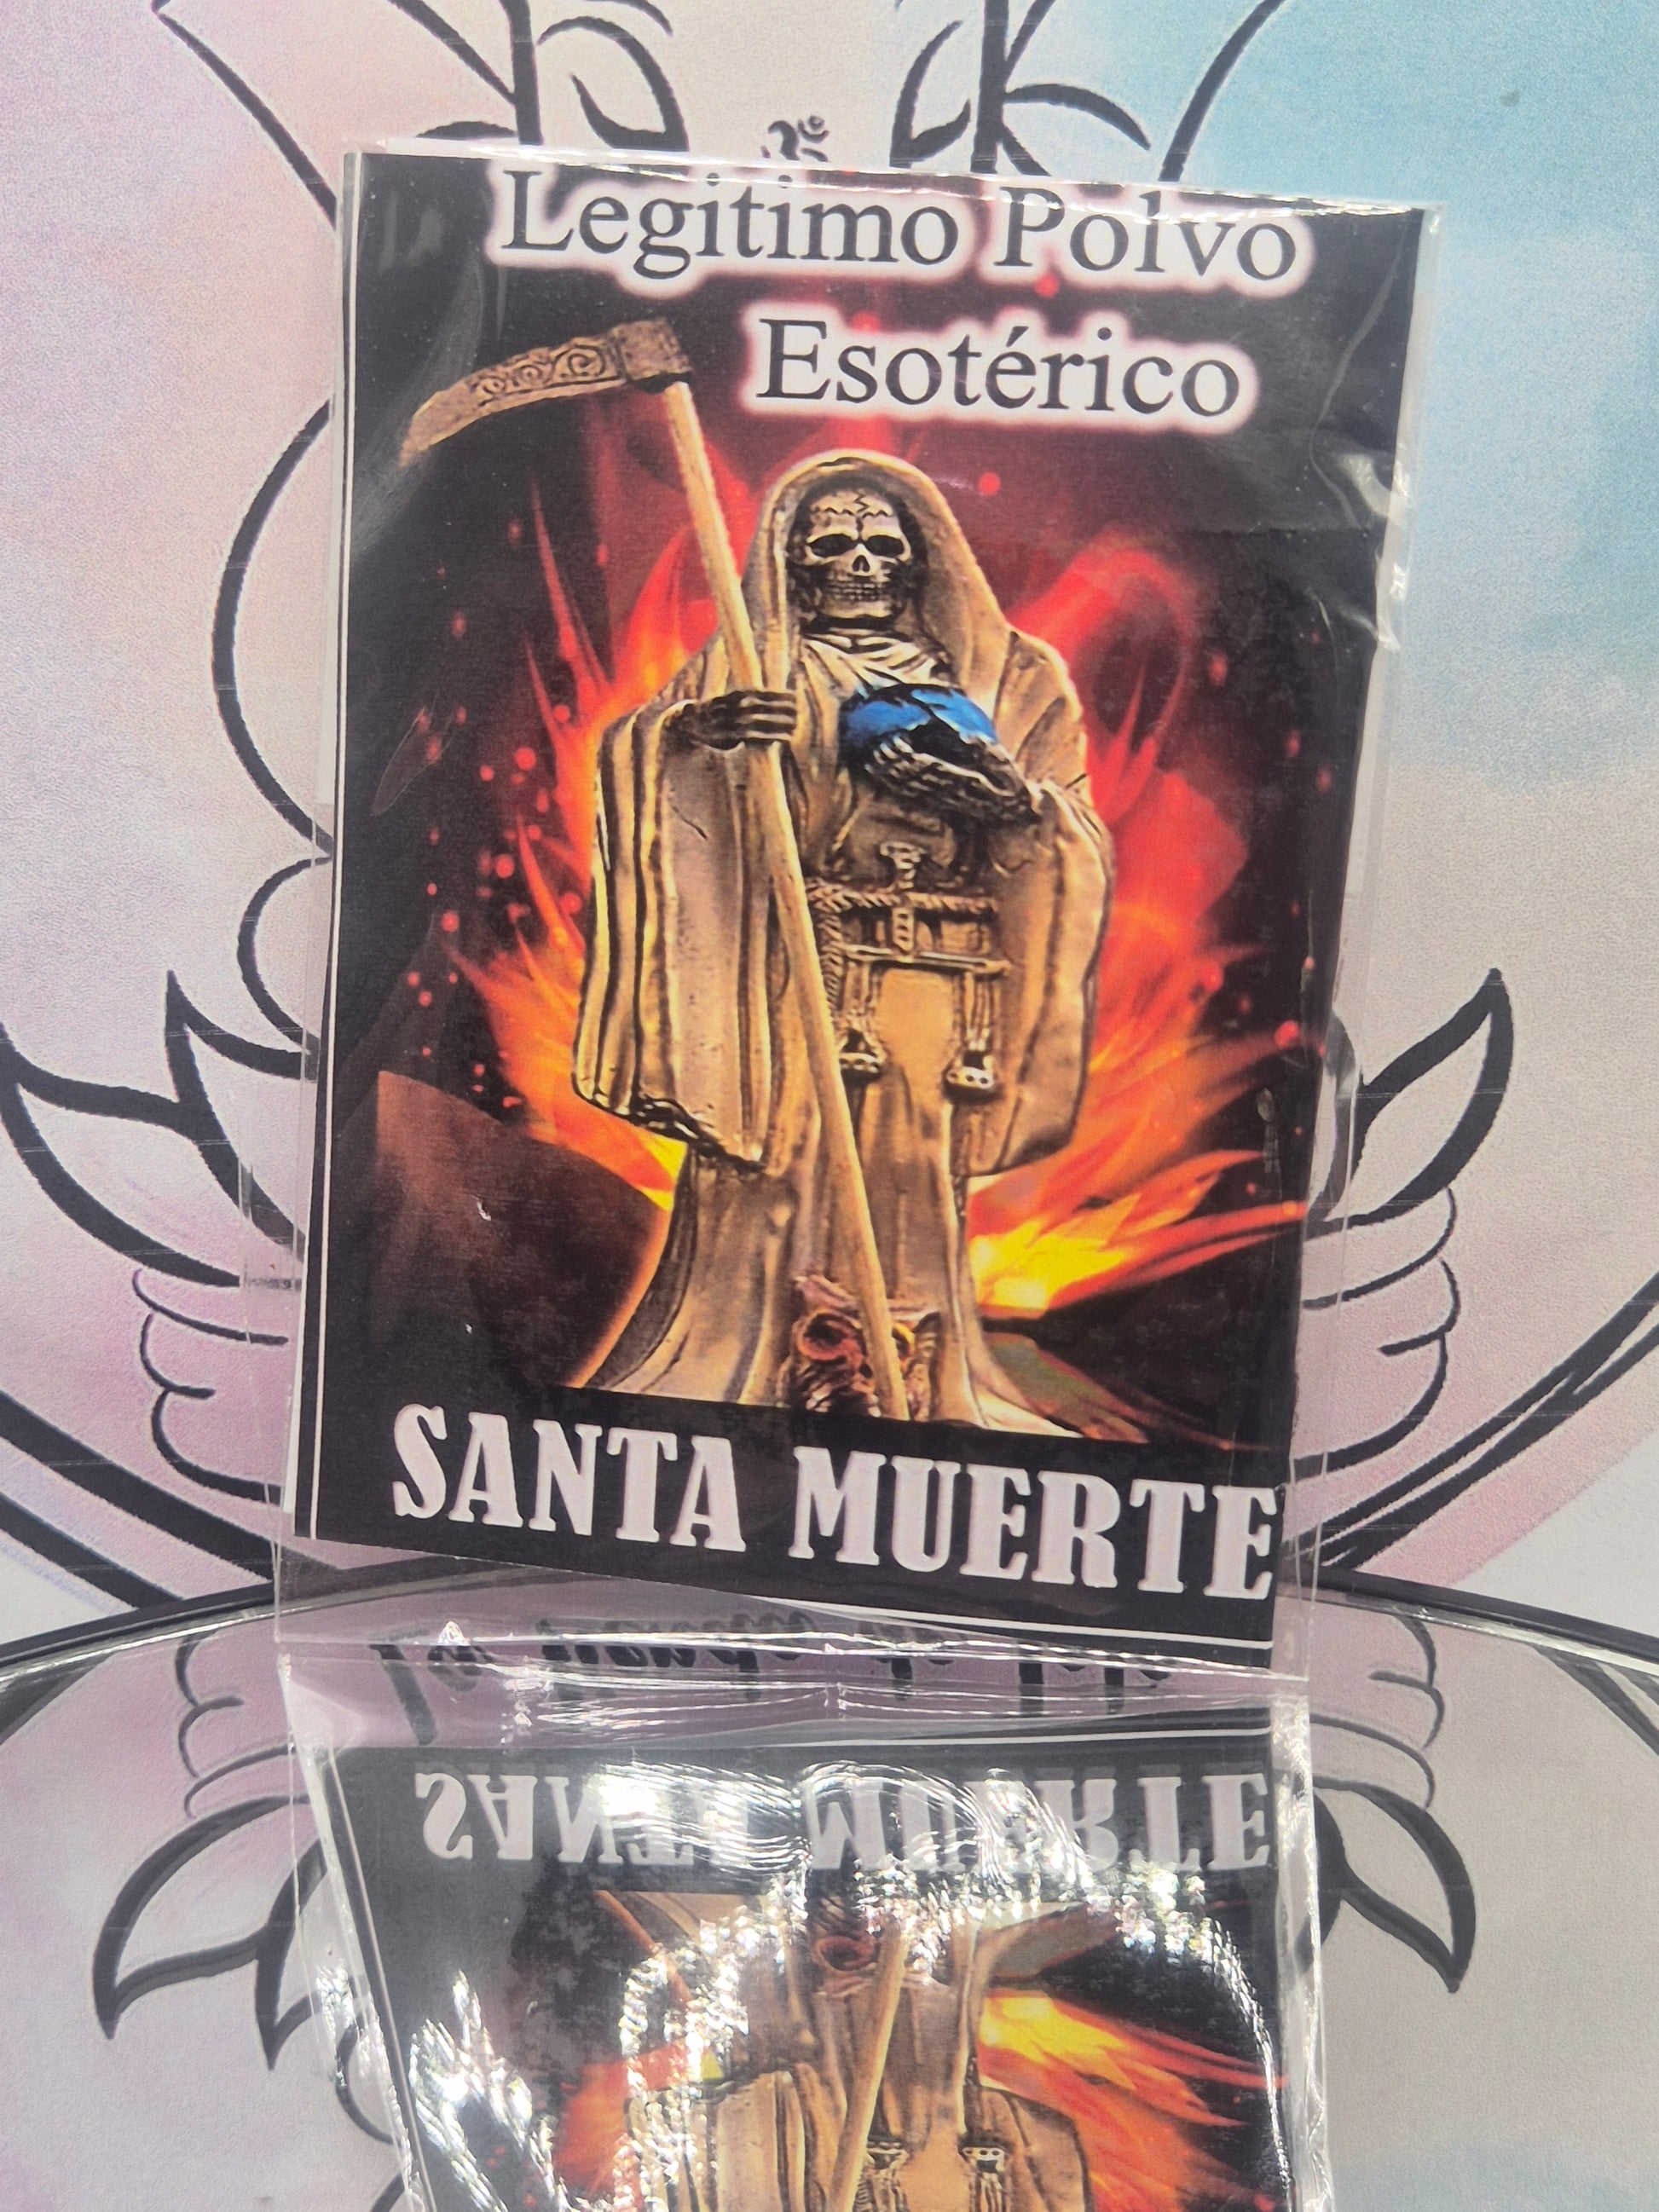 Legitimo Polvo
Esotérico
SANTA MUERTE